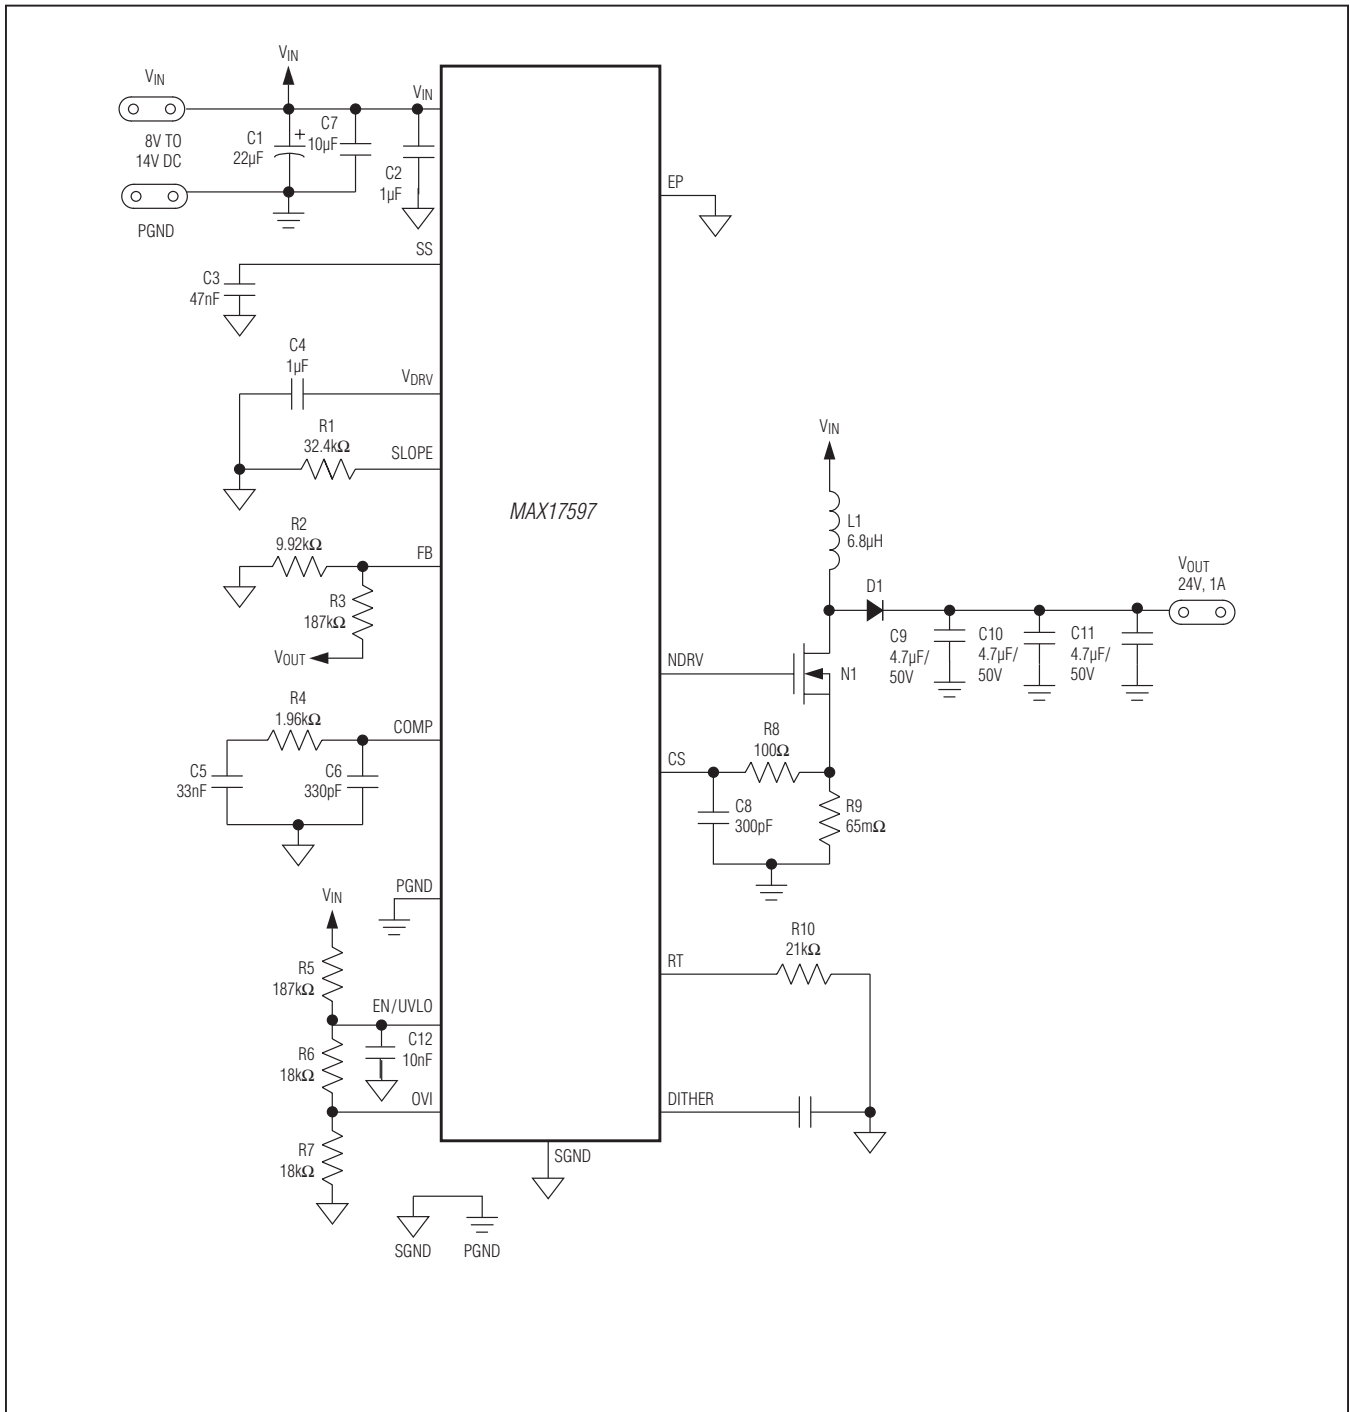 VIN
VIN
8V TO
14V DC
PGND
C1
22µF
+
C7
10µF
C2
1µF
VIN
SS
C3
47nF
C4
1µF
VDRV
R1
32.4kΩ
SLOPE
R2
9.92kΩ
FB
R3
187kΩ
VOUT
R4
1.96kΩ
COMP
C5
33nF
C6
330pF
PGND
VIN
R5
187kΩ
EN/UVLO
C12
10nF
R6
18kΩ
OVI
R7
18kΩ
SGND
SGND
PGND
MAX17597
EP
VIN
L1
6.8µH
D1
VOUT
24V, 1A
C9
4.7µF/
50V
C10
4.7µF/
50V
C11
4.7µF/
50V
NDRV
N1
CS
R8
100Ω
C8
300pF
R9
65mΩ
RT
R10
21kΩ
DITHER